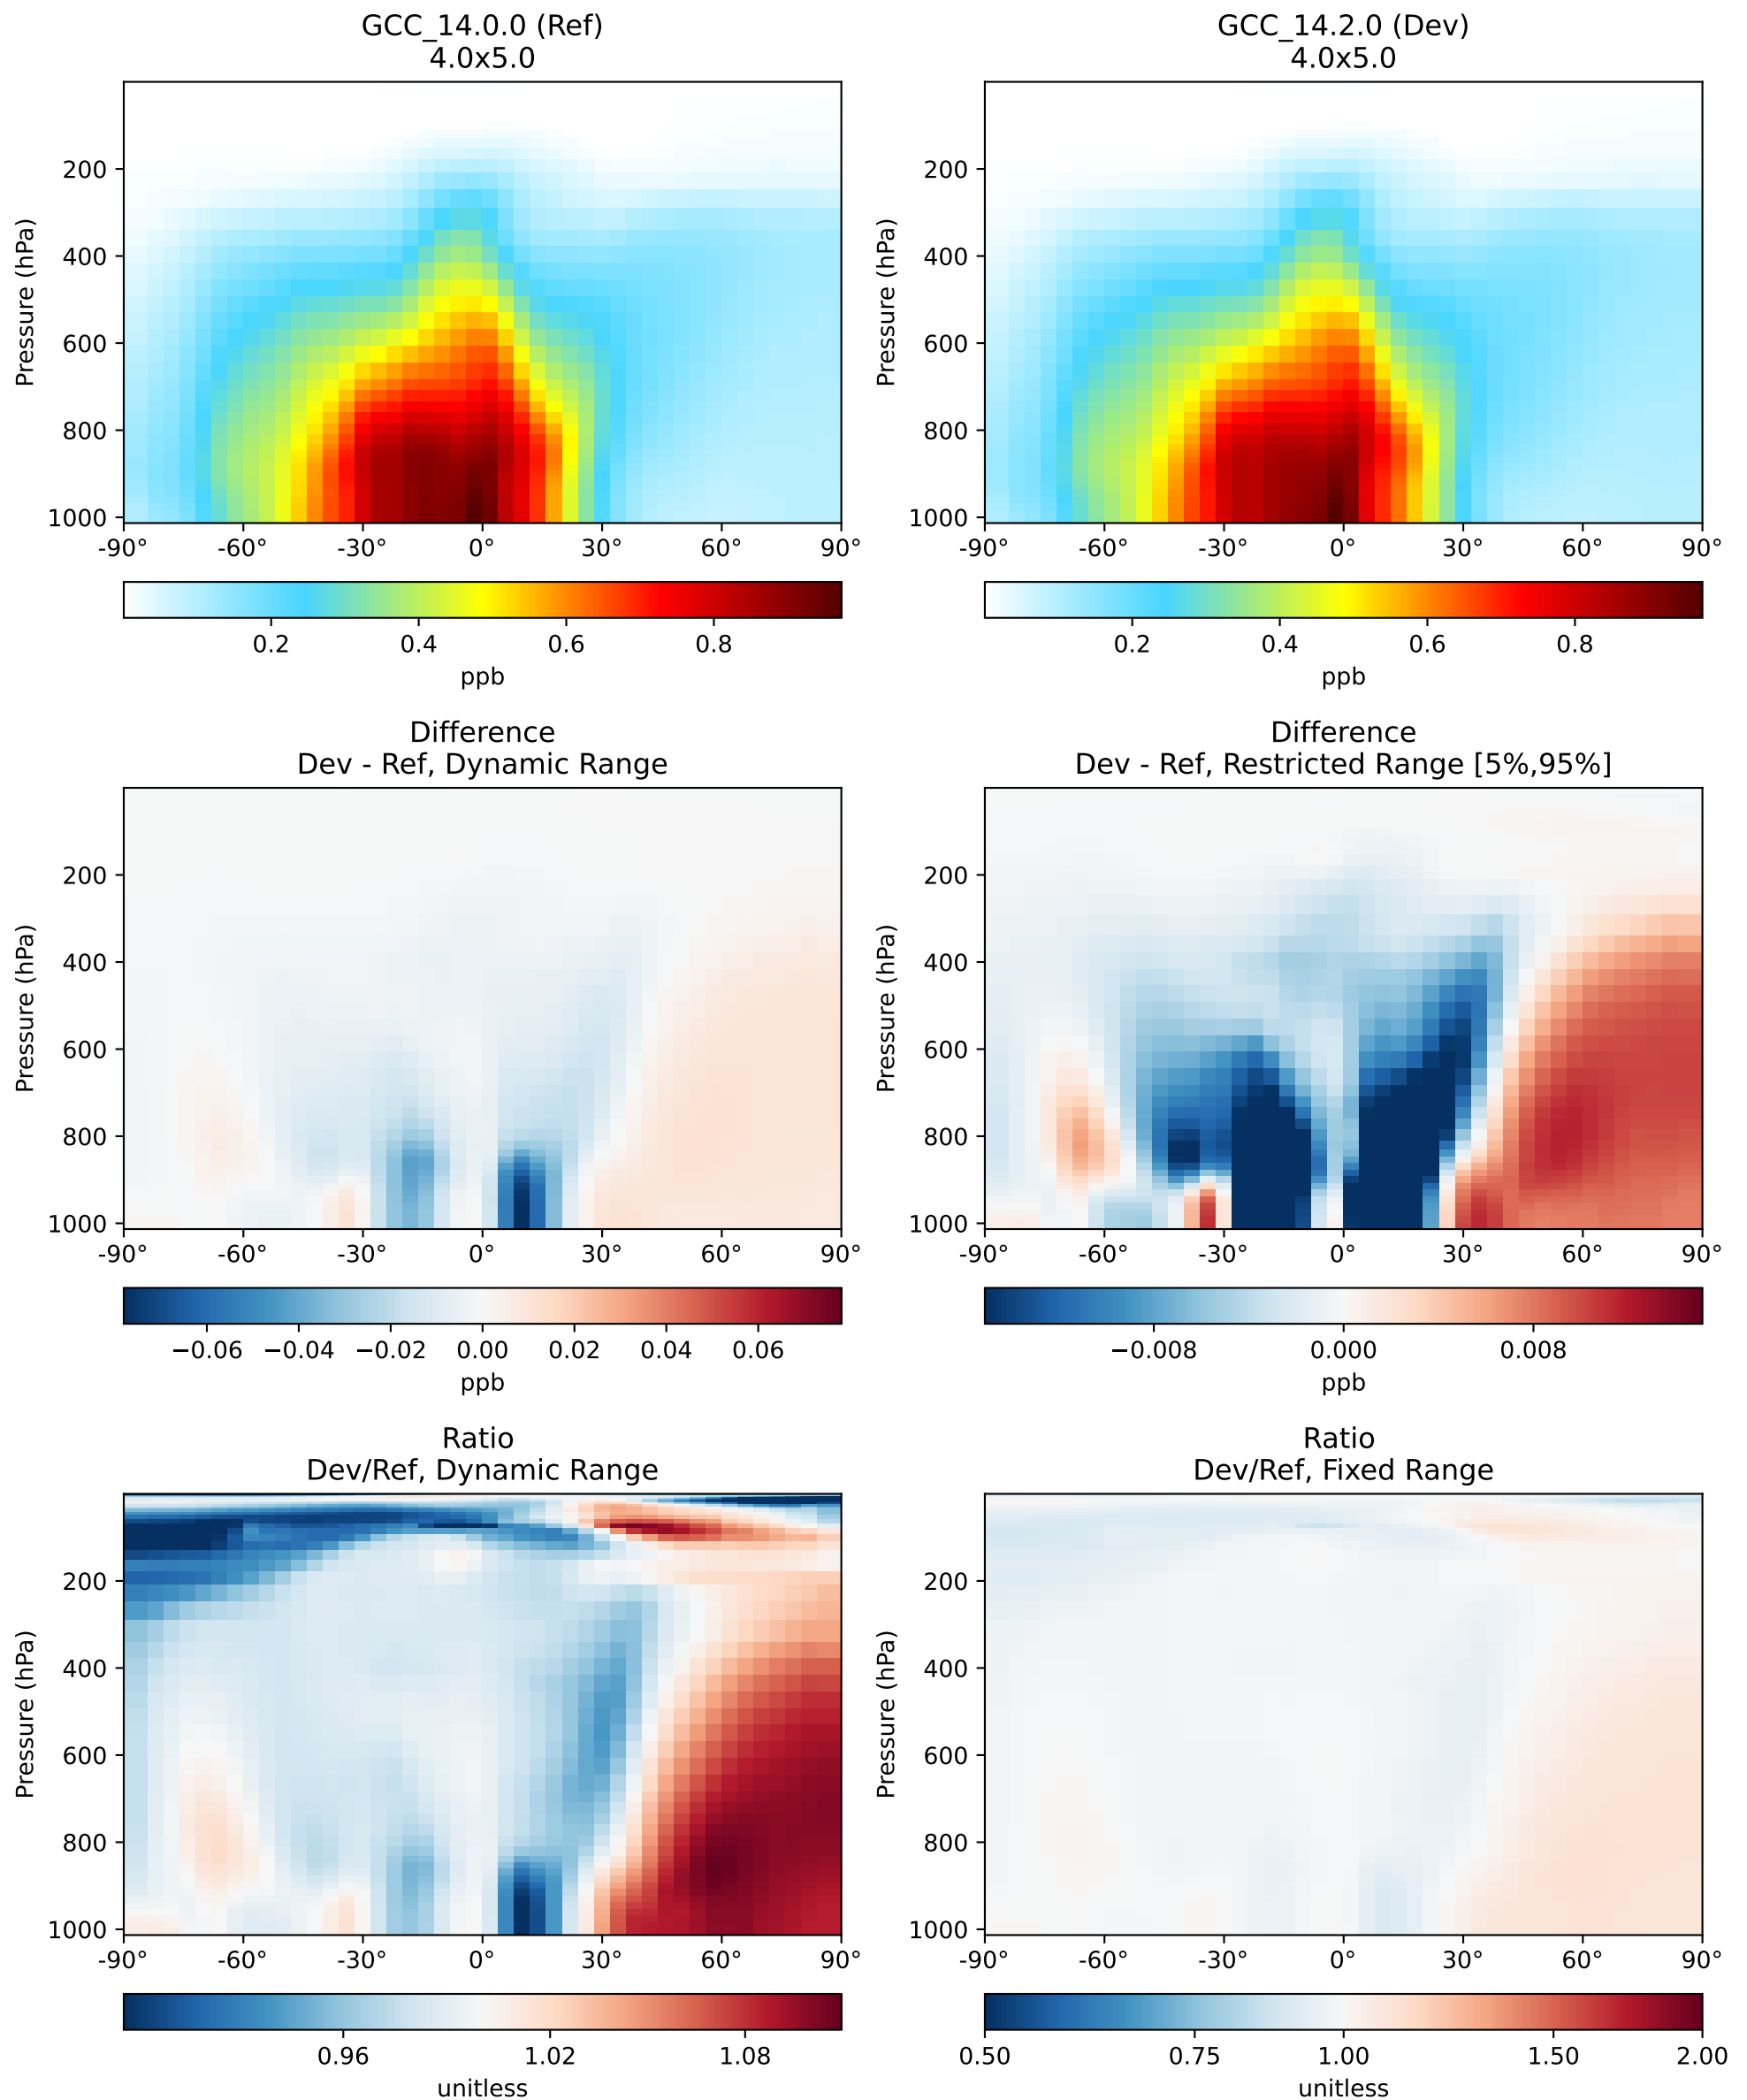 GCC_14.0.0 (Ref)
4.0x5.0
Pressure (hPa)
200
400
600
800
1000
-90° -60° -30° 0° 30° 60° 90°
0.2 0.4 0.6 0.8
ppb
GCC_14.2.0 (Dev)
4.0x5.0
Pressure (hPa)
200
400
600
800
1000
-90° -60° -30° 0° 30° 60° 90°
0.2 0.4 0.6 0.8
ppb
Difference
Dev - Ref, Dynamic Range
Pressure (hPa)
200
400
600
800
1000
-90° -60° -30° 0° 30° 60° 90°
−0.06 −0.04 −0.02 0.00 0.02 0.04 0.06
ppb
Difference
Dev - Ref, Restricted Range [5%,95%]
Pressure (hPa)
200
400
600
800
1000
-90° -60° -30° 0° 30° 60° 90°
−0.008 0.000 0.008
ppb
Ratio
Dev/Ref, Dynamic Range
Pressure (hPa)
200
400
600
800
1000
-90° -60° -30° 0° 30° 60° 90°
0.96 1.02 1.08
unitless
Ratio
Dev/Ref, Fixed Range
Pressure (hPa)
200
400
600
800
1000
-90° -60° -30° 0° 30° 60° 90°
0.50 0.75 1.00 1.50 2.00
unitless